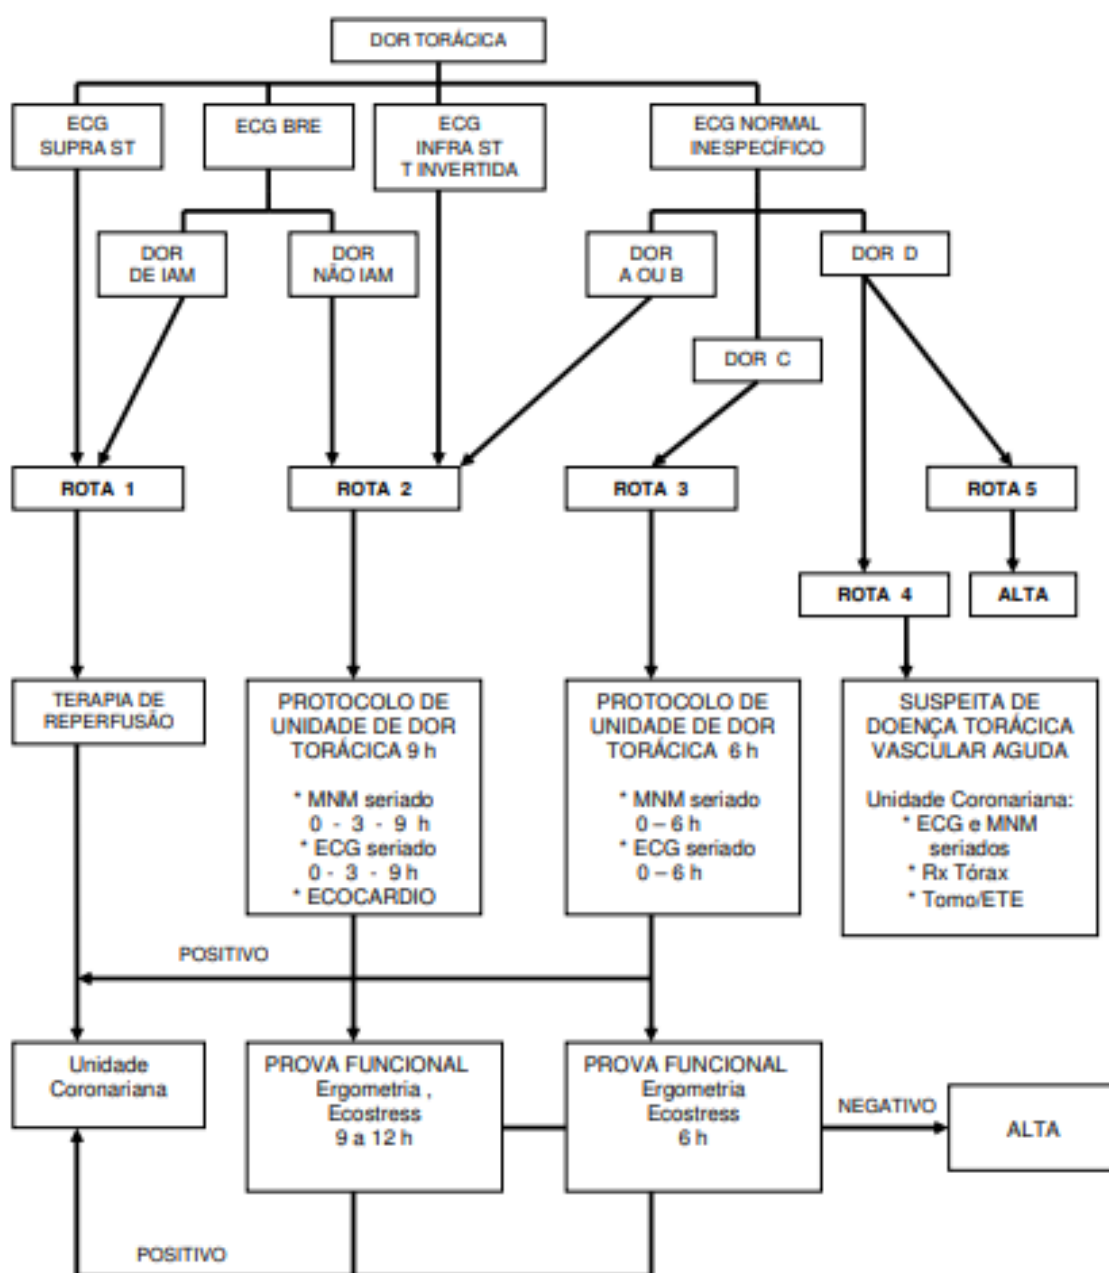 DOR TORÁCICA
ECG
SUPRA ST
ECG BRE
ECG
INFRA ST
T INVERTIDA
ECG NORMAL
INESPECÍFICO
DOR
DE IAM
DOR
NÃO IAM
DOR
A OU B
DOR D
DOR C
ROTA 1
ROTA 2
ROTA 3
ROTA 5
ROTA 4
ALTA
TERAPIA DE
REPERFUSÃO
PROTOCOLO DE
UNIDADE DE DOR
TORÁCICA 9 h
* MNM seriado
0 - 3 - 9 h
* ECG seriado
0 - 3 - 9 h
* ECOCARDIO
PROTOCOLO DE
UNIDADE DE DOR
TORÁCICA 6 h
* MNM seriado
0 – 6 h
* ECG seriado
0 – 6 h
SUSPEITA DE
DOENÇA TORÁCICA
VASCULAR AGUDA
Unidade Coronariana:
* ECG e MNM
seriados
* Rx Tórax
* Tomo/ETE
POSITIVO
Unidade
Coronariana
PROVA FUNCIONAL
Ergometria ,
Ecostress
9 a 12 h
PROVA FUNCIONAL
Ergometria
Ecostress
6 h
NEGATIVO
ALTA
POSITIVO